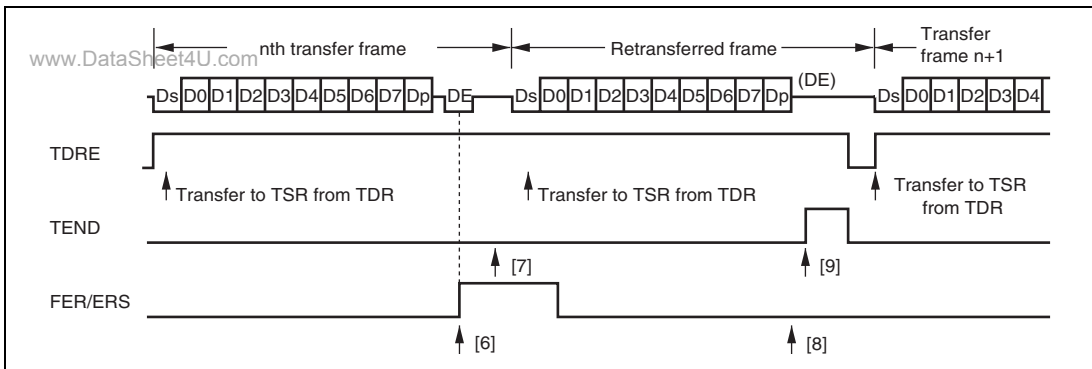 nth transfer frame
Retransferred frame
Transfer
frame n+1
www.DataSheet4U.com
Ds D0 D1 D2 D3 D4 D5 D6 D7 Dp DE Ds D0 D1 D2 D3 D4 D5 D6 D7 Dp (DE) Ds D0 D1 D2 D3 D4
TDRE
Transfer to TSR from TDR
Transfer to TSR from TDR
Transfer to TSR
from TDR
TEND
[7]
[9]
FER/ERS
[6]
[8]